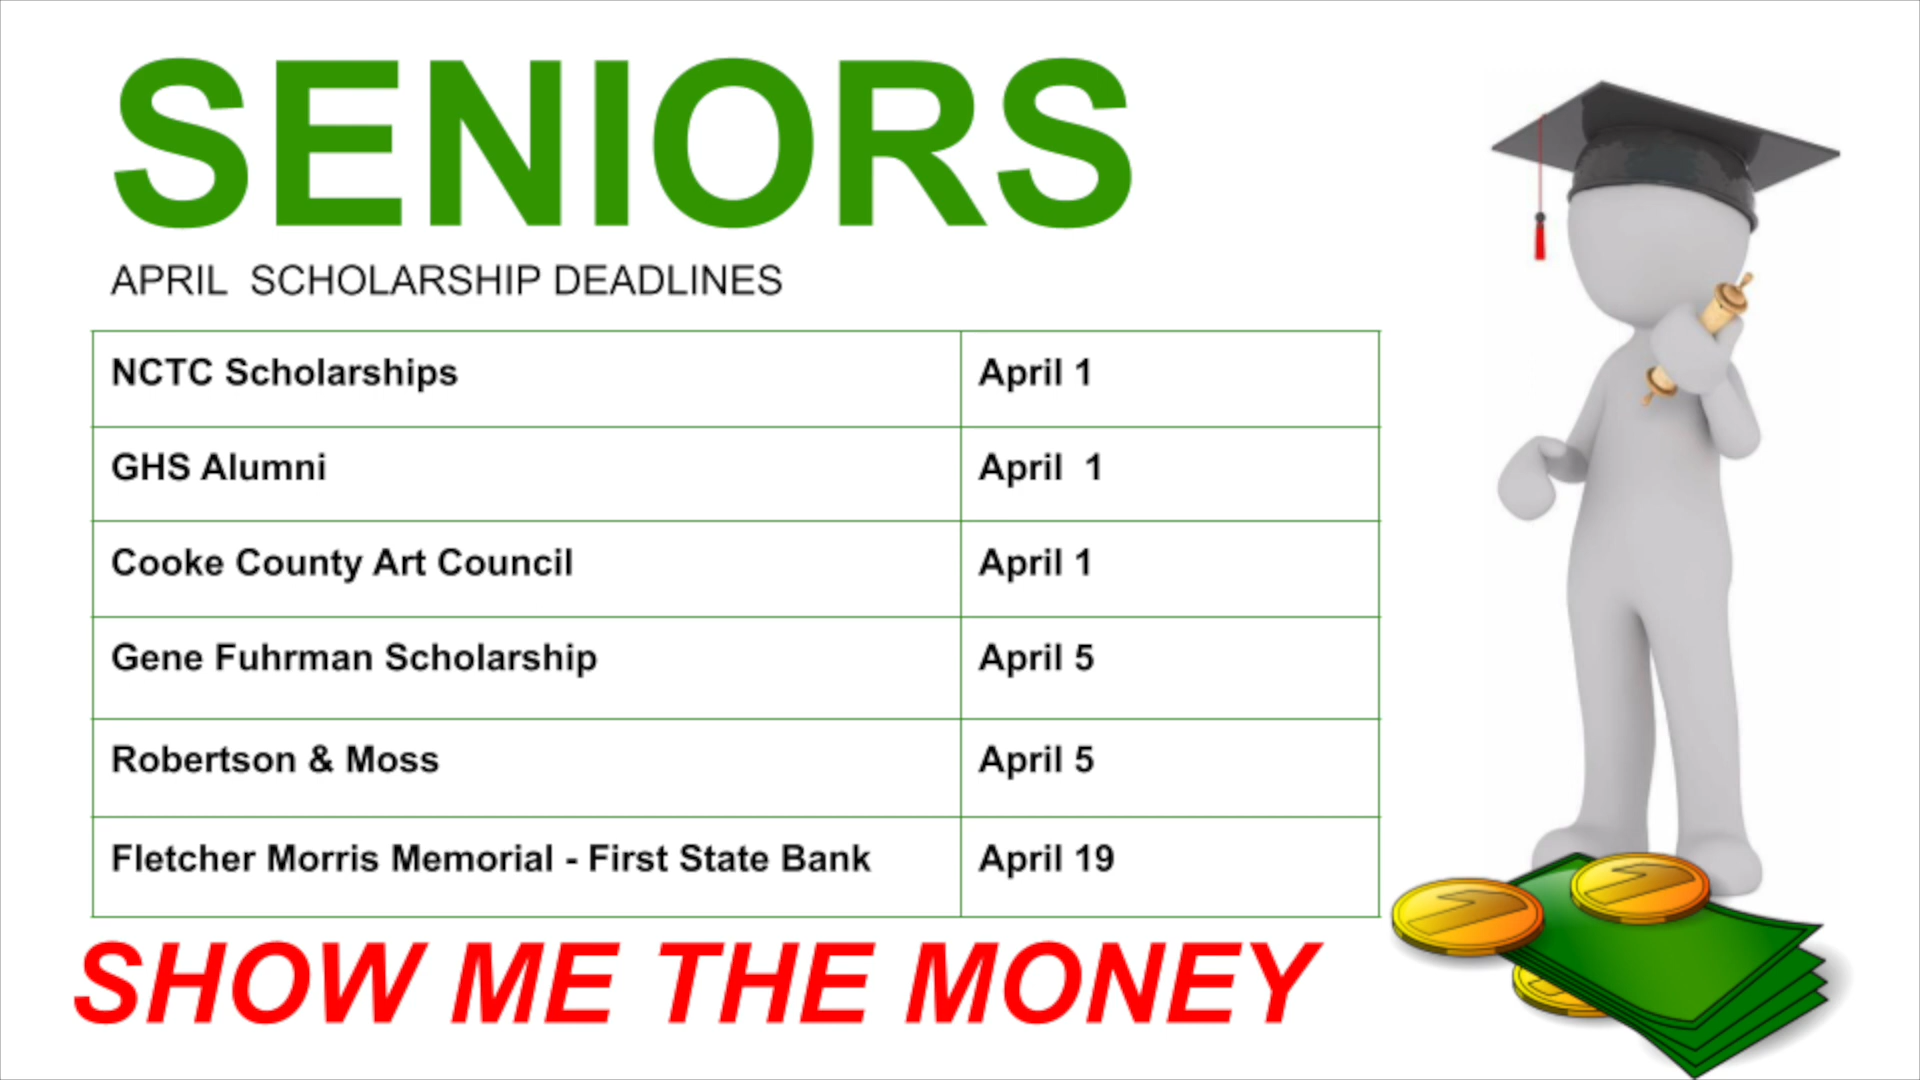 SENIORS
APRIL  SCHOLARSHIP DEADLINES
NCTC Scholarships April 1
GHS Alumni April  1
Cooke County Art Council April 1
Gene Fuhrman Scholarship April 5
Robertson & Moss April 5
Fletcher Morris Memorial - First State Bank April 19
SHOW ME THE MONEY